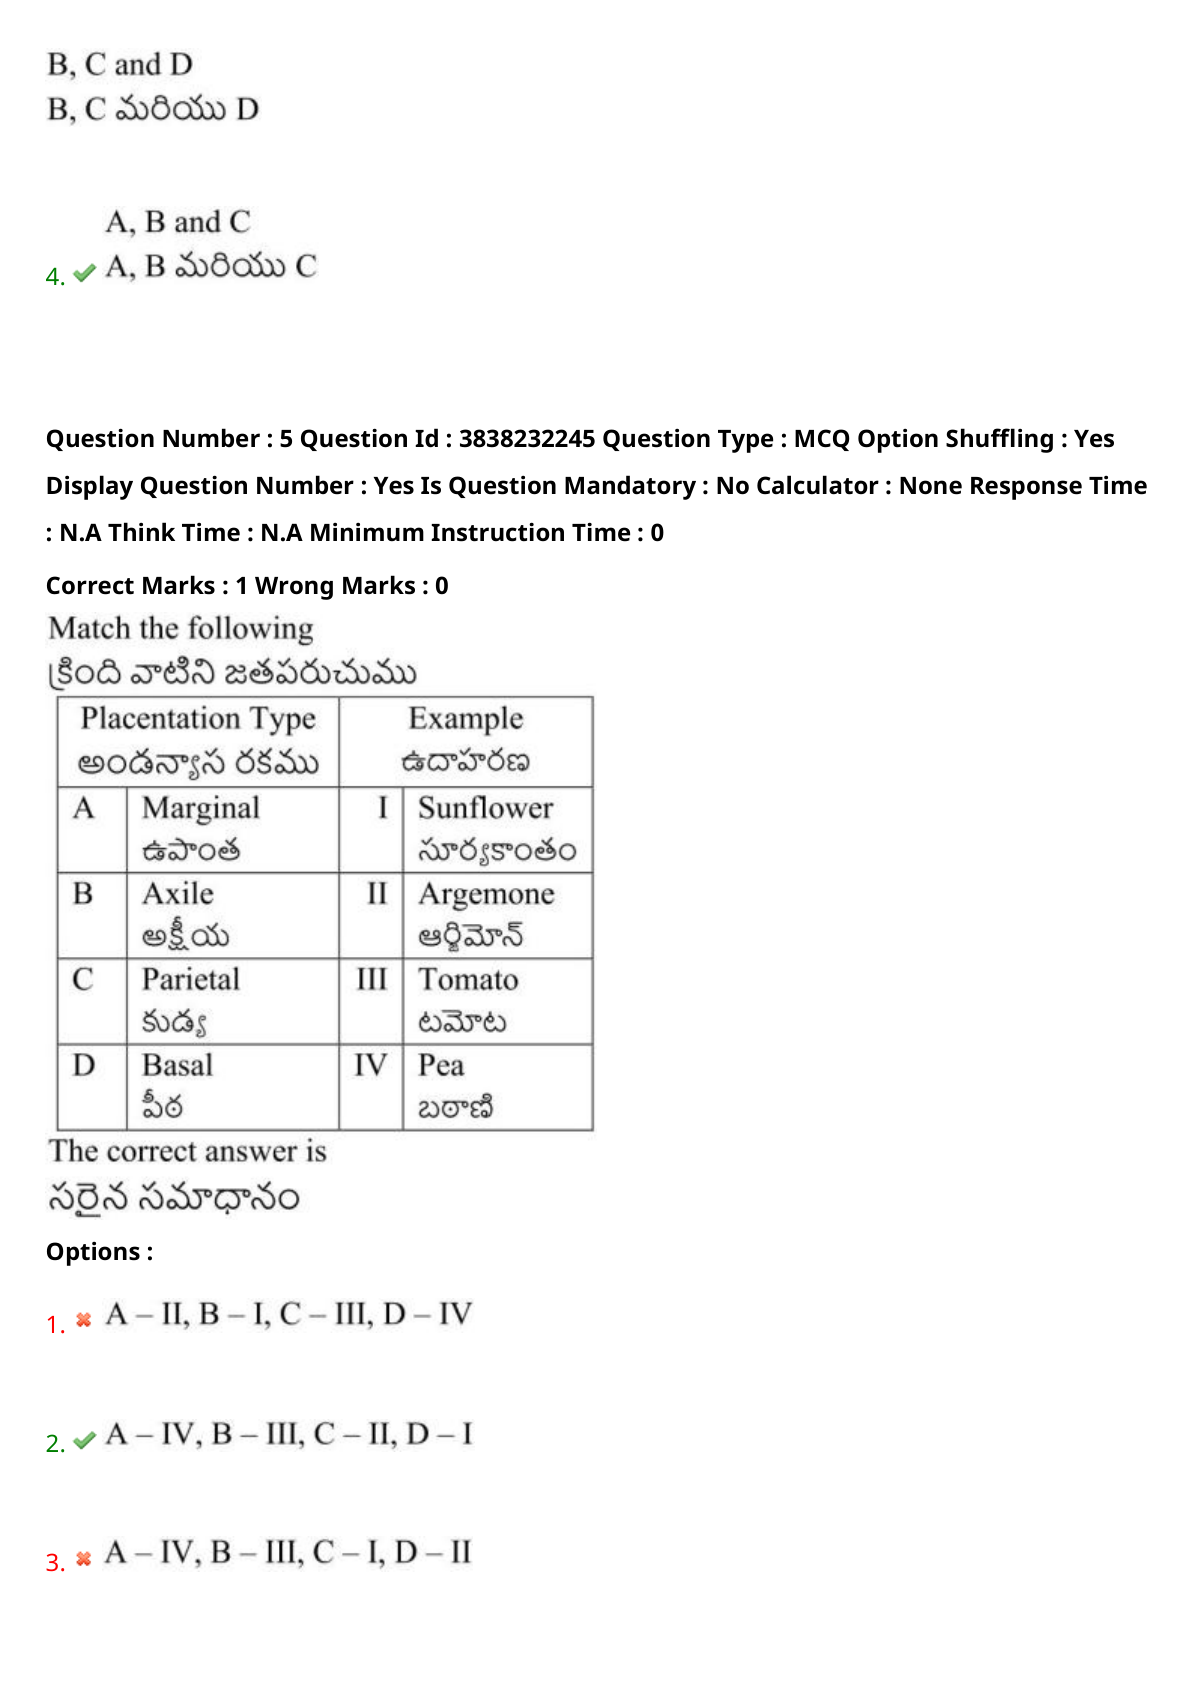 B, C and D
B, C మరియు D
A, B and C
4. A, B మరియు C
Question Number : 5 Question Id : 3838232245 Question Type : MCQ Option Shuffling : Yes
Display Question Number : Yes Is Question Mandatory : No Calculator : None Response Time
: N.A Think Time : N.A Minimum Instruction Time : 0
Correct Marks : 1 Wrong Marks : 0
Match the following
క్రింది వాటిని జతపరుచుము
Placentation Type Example
అండన్యాస రకము ఉదాహరణ
A Marginal I Sunflower
ఉపాంత సూర్యకాంతం
B Axile II Argemone
అక్షీయ ఆర్జిమోన్
C Parietal III Tomato
కుడ్య టమోట
D Basal IV Pea
పీఠ బఠాణి
The correct answer is
సరైన సమాధానం
Options :
1. A – II, B – I, C – III, D – IV
2. A – IV, B – III, C – II, D – I
3. A – IV, B – III, C – I, D – II